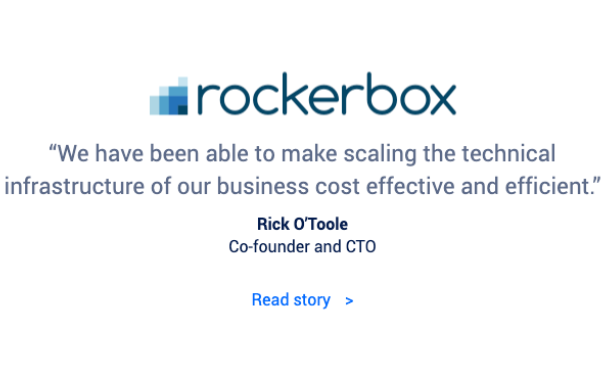 rockerbox
“We have been able to make scaling the technical
infrastructure of our business cost effective and efficient.”
Rick O’Toole
Co-founder and CTO
Read story >